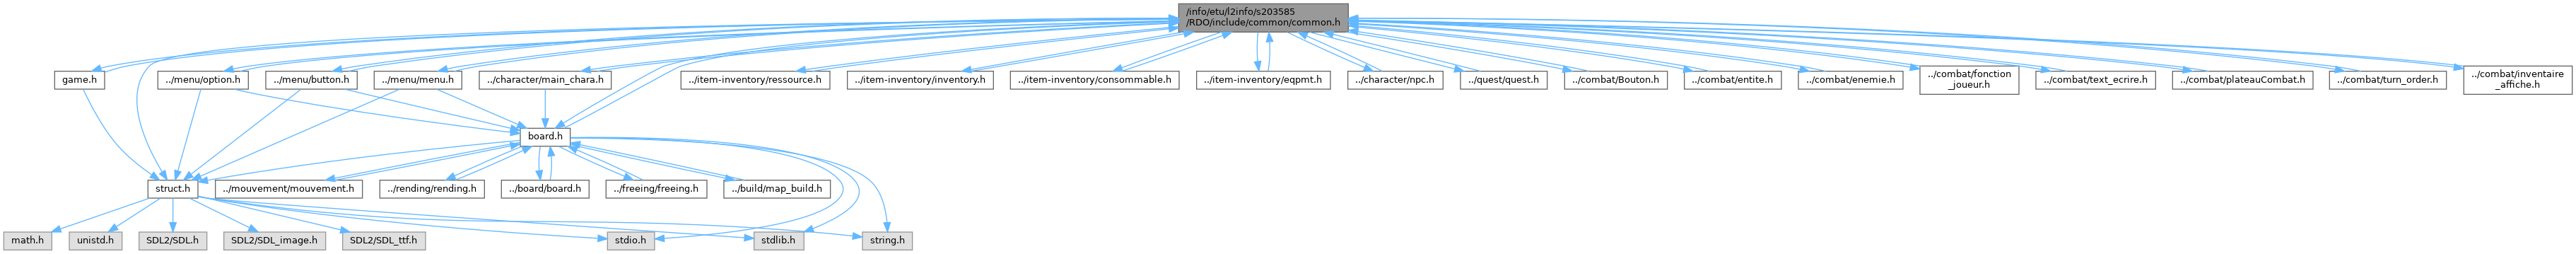 /info/etu/l2info/s203585
/RDO/include/common/common.h
game.h
../menu/option.h
../menu/button.h
../menu/menu.h
../character/main_chara.h
../item-inventory/ressource.h
../item-inventory/inventory.h
../item-inventory/consommable.h
../item-inventory/eqpmt.h
../character/npc.h
../quest/quest.h
../combat/Bouton.h
../combat/entite.h
../combat/enemie.h
../combat/fonction
_joueur.h
../combat/text_ecrire.h
../combat/plateauCombat.h
../combat/turn_order.h
../combat/inventaire
_affiche.h
board.h
struct.h
../mouvement/mouvement.h
../rending/rending.h
../board/board.h
../freeing/freeing.h
../build/map_build.h
math.h
unistd.h
SDL2/SDL.h
SDL2/SDL_image.h
SDL2/SDL_ttf.h
stdio.h
stdlib.h
string.h